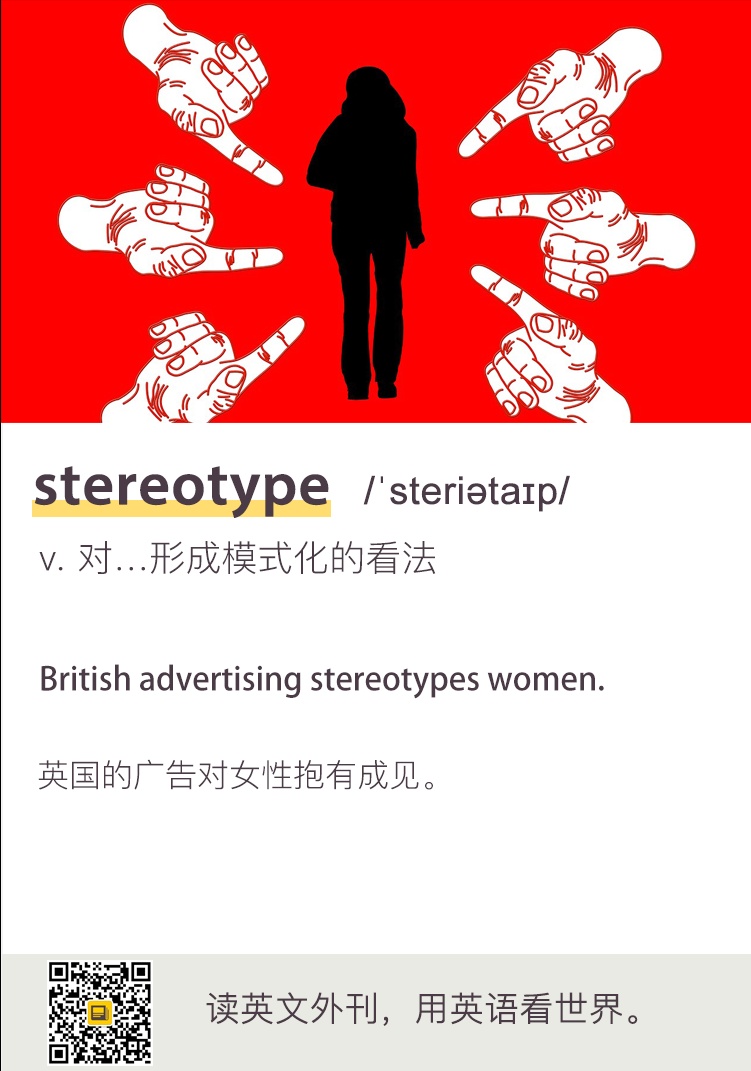 stereotype /ˈsteriətaɪp/
v. 对…形成模式化的看法
British advertising stereotypes women.
英国的广告对女性抱有成见。
读英文外刊，用英语看世界。